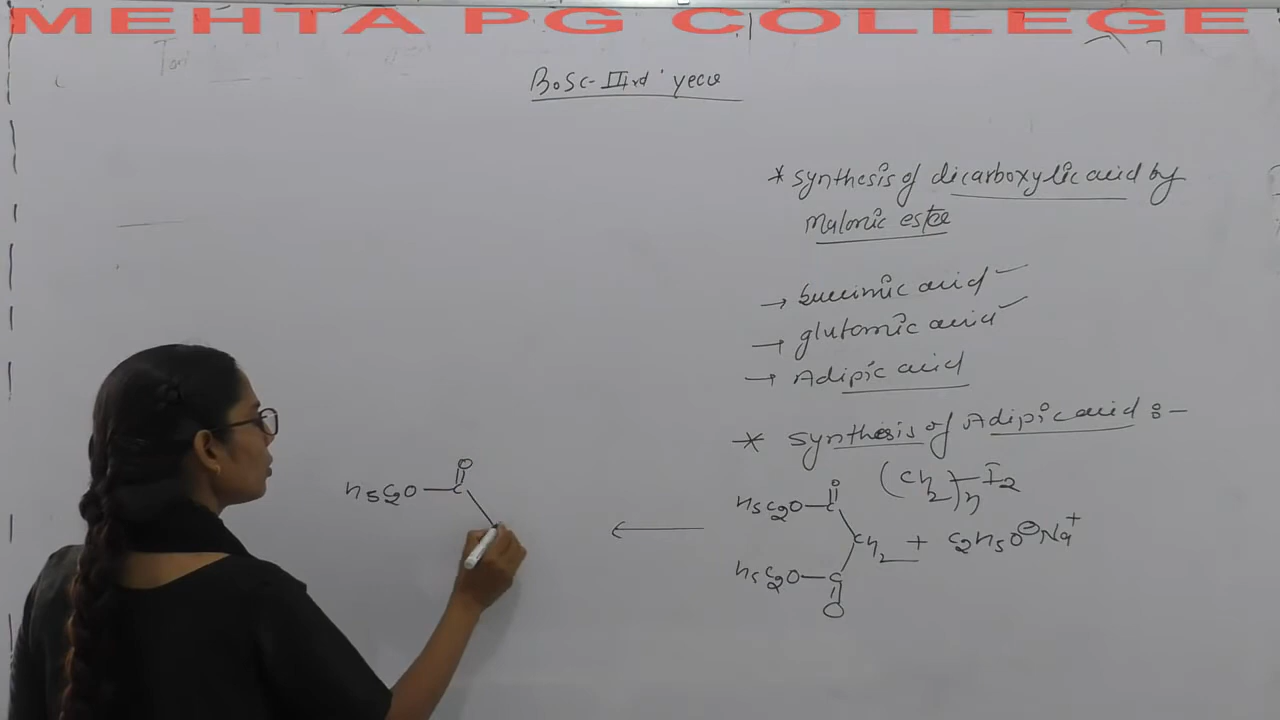 MEHTA PG COLLEGE
B.Sc-IIIrd year
* Synthesis of dicarboxylic acid by
Malonic ester
→ Succinic acid
→ glutamic acid
→ Adipic acid
* Synthesis of Adipic acid :-
(CH2)n-I2
H5C2O-C=O
CH2 + C2H5O⊖Na+
H5C2O-C=O
←
H5C2O-C=O